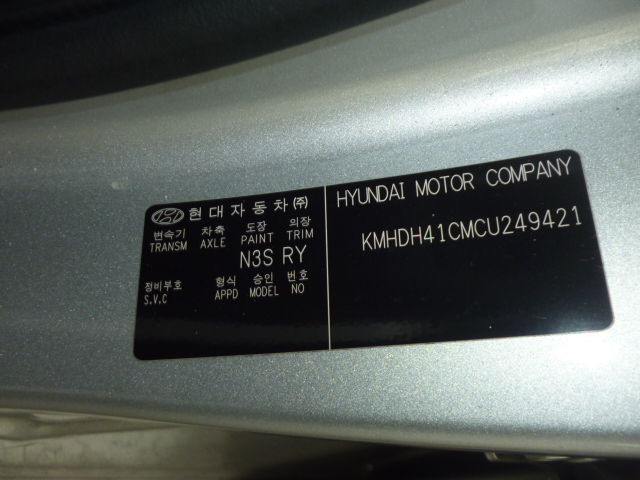 현대자동차㈜
변속기 차축 도장 의장
TRANSM AXLE PAINT TRIM
N3S RY
정비부호 형식 승인 번호
S.V.C APPD MODEL NO
HYUNDAI MOTOR COMPANY
KMHDH41CMCU249421